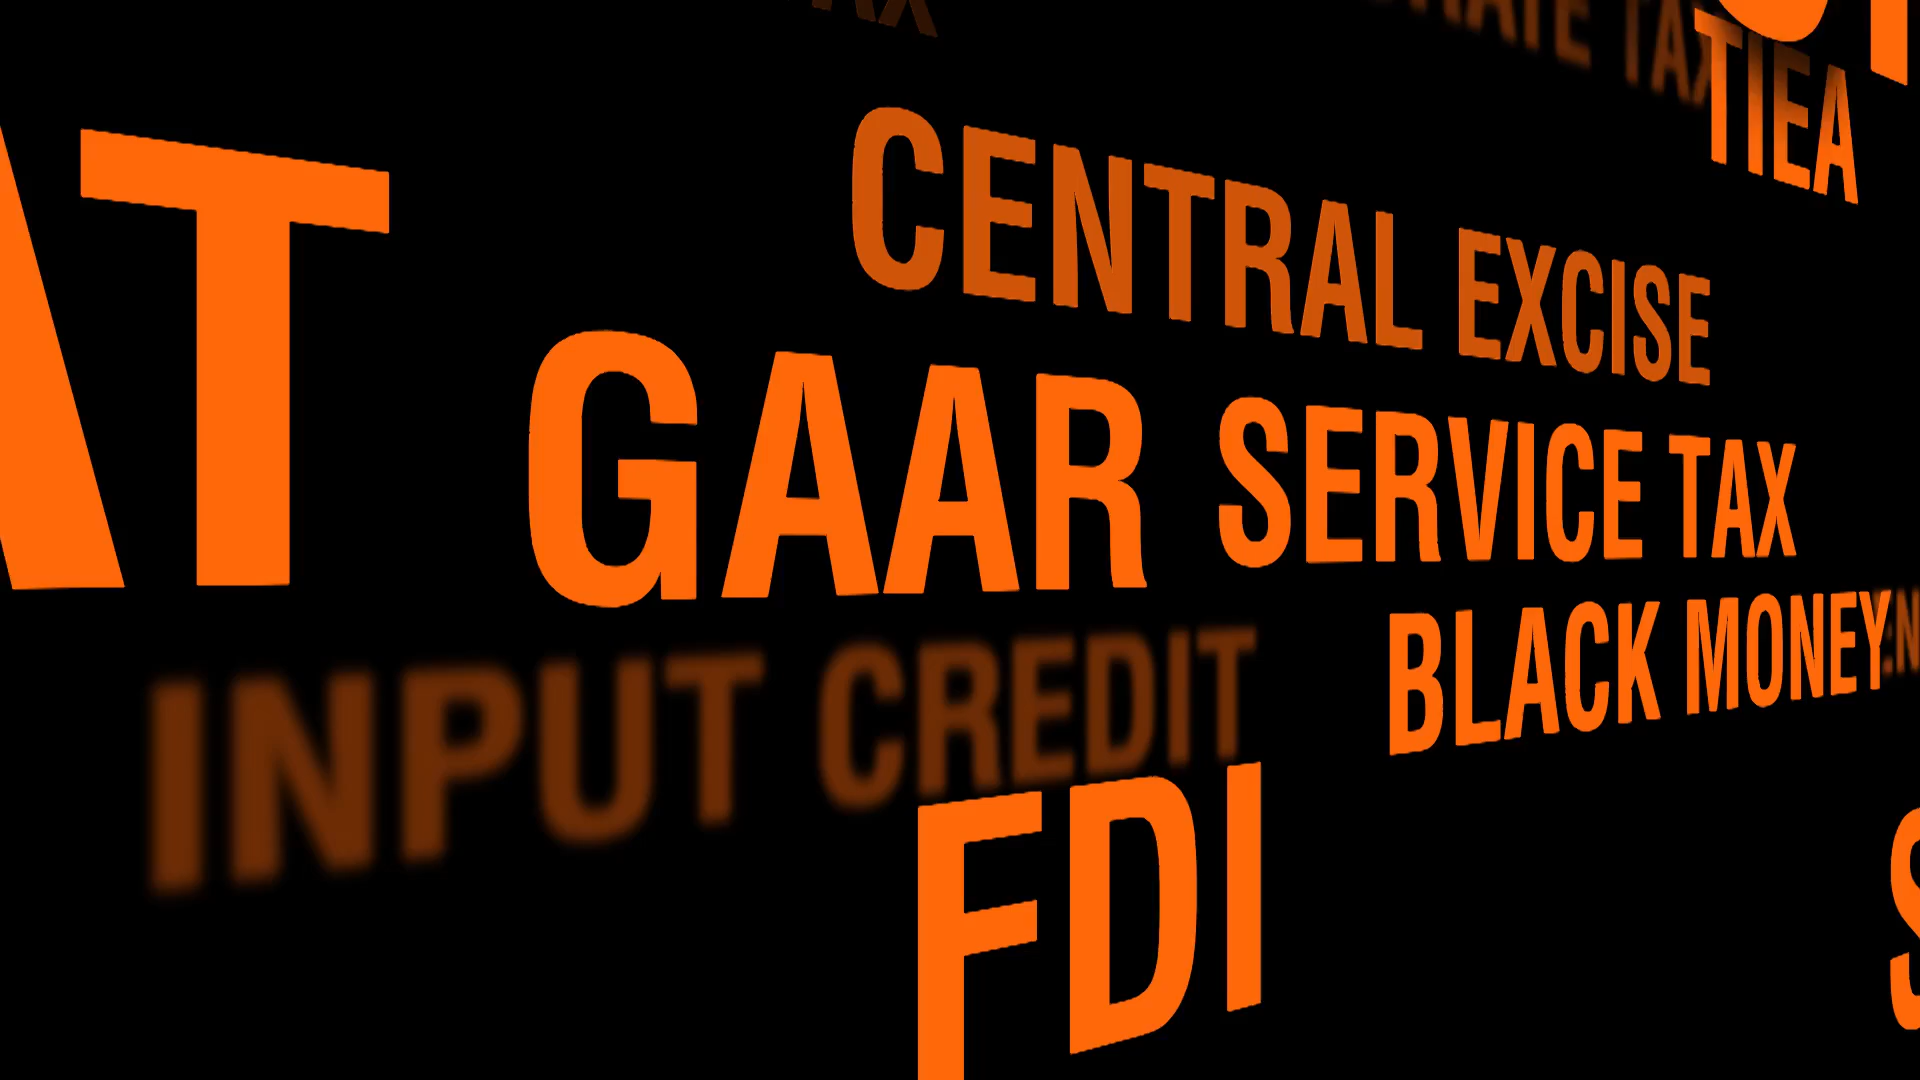 TIEA
CENTRAL EXCISE
GAAR
SERVICE TAX
BLACK MONEY
INPUT CREDIT
FDI